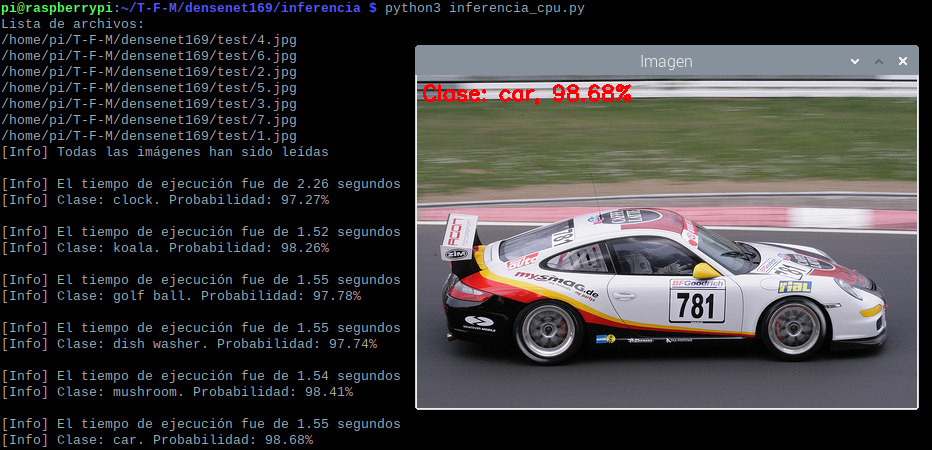 pi@raspberrypi:~/T-F-M/densenet169/inferencia $ python3 inferencia_cpu.py
Lista de archivos:
/home/pi/T-F-M/densenet169/test/4.jpg
/home/pi/T-F-M/densenet169/test/6.jpg
/home/pi/T-F-M/densenet169/test/2.jpg
/home/pi/T-F-M/densenet169/test/5.jpg
/home/pi/T-F-M/densenet169/test/3.jpg
/home/pi/T-F-M/densenet169/test/7.jpg
/home/pi/T-F-M/densenet169/test/1.jpg
[Info] Todas las imágenes han sido leídas
[Info] El tiempo de ejecución fue de 2.26 segundos
[Info] Clase: clock. Probabilidad: 97.27%
[Info] El tiempo de ejecución fue de 1.52 segundos
[Info] Clase: koala. Probabilidad: 98.26%
[Info] El tiempo de ejecución fue de 1.55 segundos
[Info] Clase: golf ball. Probabilidad: 97.78%
[Info] El tiempo de ejecución fue de 1.55 segundos
[Info] Clase: dish washer. Probabilidad: 97.74%
[Info] El tiempo de ejecución fue de 1.54 segundos
[Info] Clase: mushroom. Probabilidad: 98.41%
[Info] El tiempo de ejecución fue de 1.55 segundos
[Info] Clase: car. Probabilidad: 98.68%
Imagen
Clase: car, 98.68%
781
mysmac.de
BFGoodrich
781
781
rial